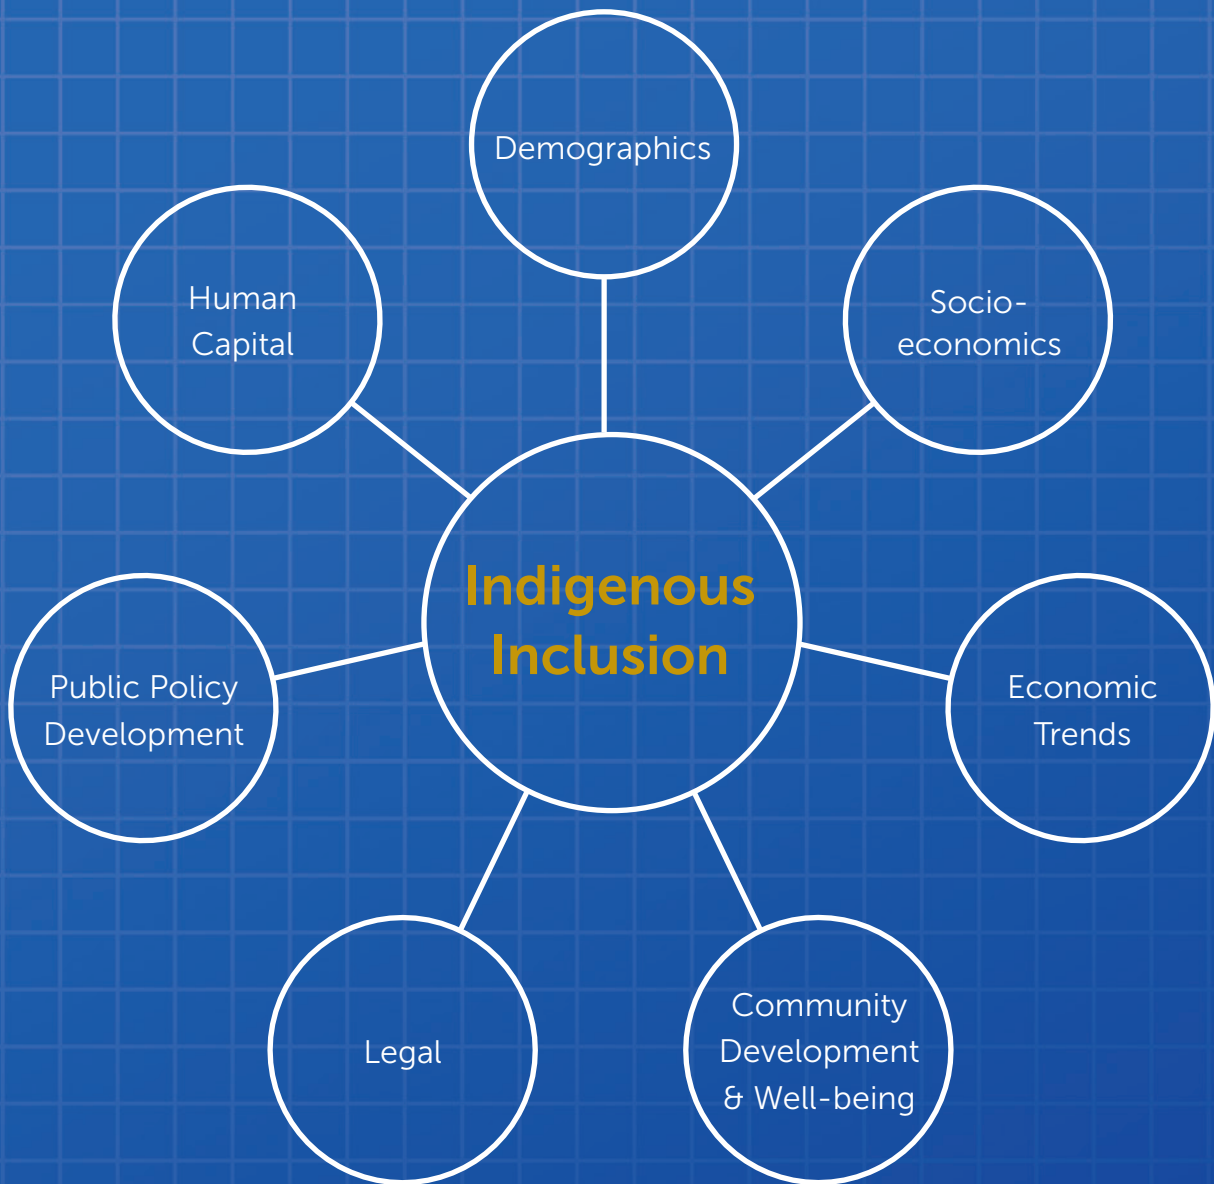 Demographics
Human
Capital
Socio-
economics
Indigenous
Inclusion
Public Policy
Development
Economic
Trends
Legal
Community
Development
& Well-being